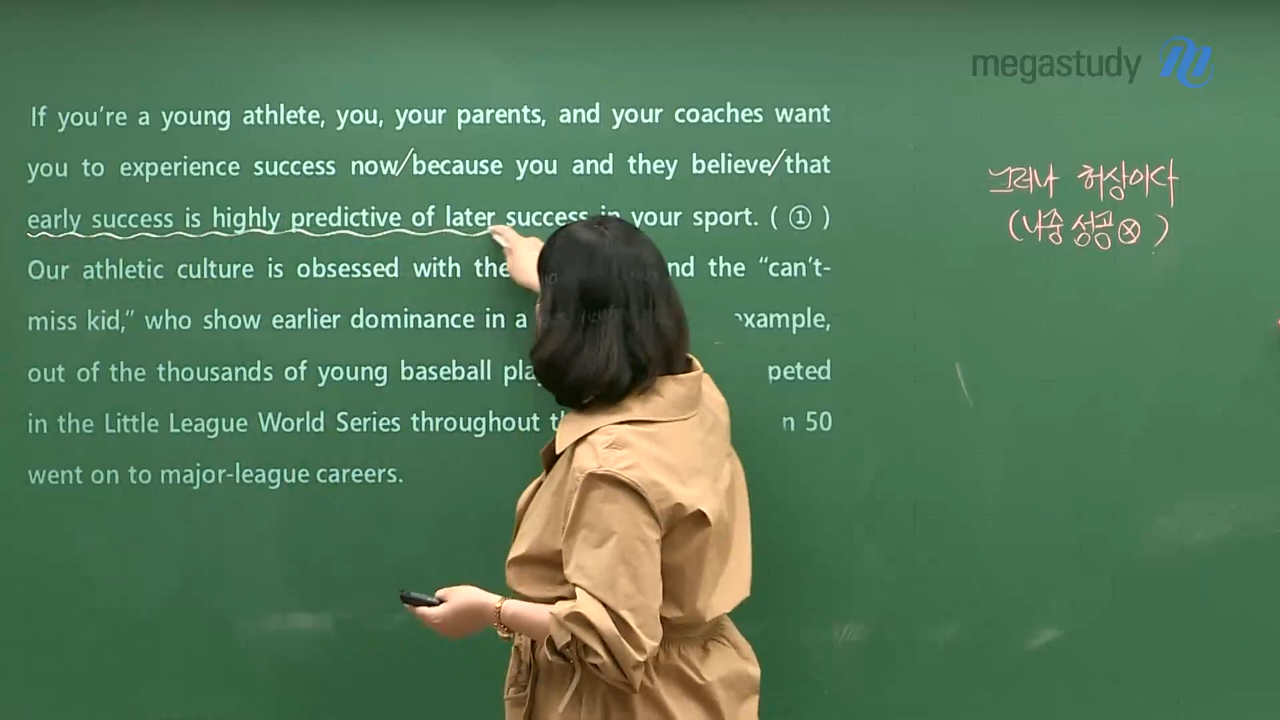 megastudy
If you're a young athlete, you, your parents, and your coaches want
you to experience success now/because you and they believe/that
early success is highly predictive of later success in your sport. ( ① )
Our athletic culture is obsessed with the nd the "can't-
miss kid," who show earlier dominance in a xample,
out of the thousands of young baseball pla peted
in the Little League World Series throughout t n 50
went on to major-league careers.
그러나 허상이다
(나중 성공 ⓧ )